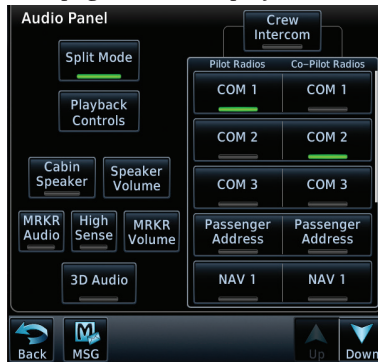 Audio Panel
Crew
Intercom
Split Mode
Pilot Radios
Co-Pilot Radios
COM 1
COM 1
Playback
Controls
COM 2
COM 2
Cabin
Speaker
Speaker
Volume
COM 3
COM 3
MRKR
Audio
High
Sense
MRKR
Volume
Passenger
Address
Passenger
Address
3D Audio
NAV 1
NAV 1
Back
MSG
Up
Down